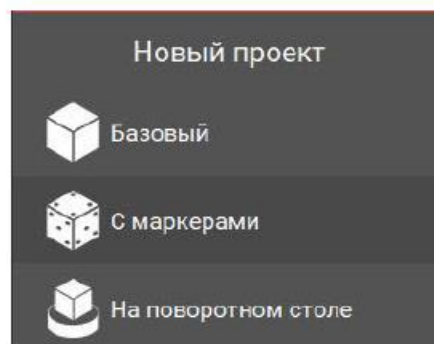 Новый проект
Базовый
С маркерами
На поворотном столе